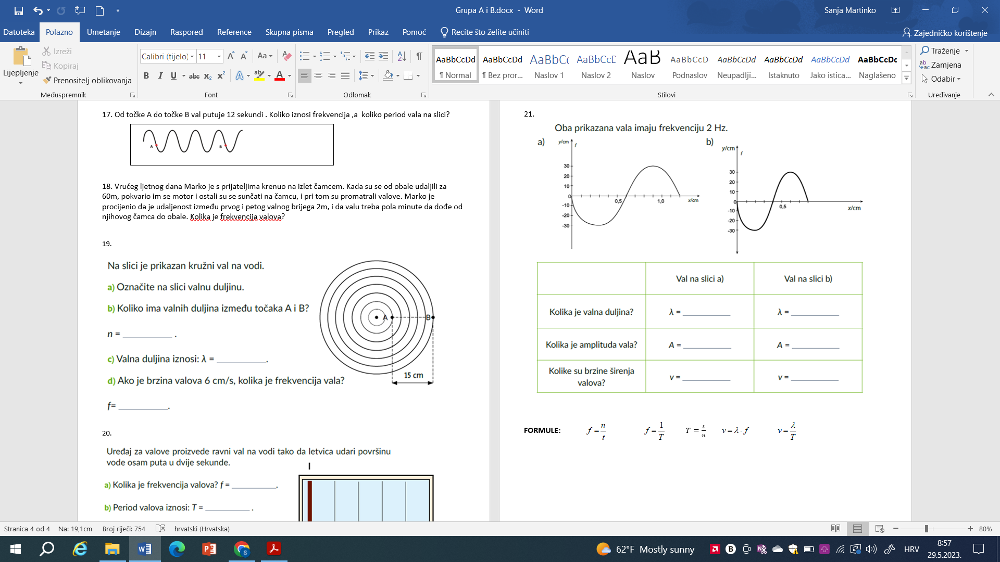 Grupa A i B.docx - Word
Sanja Martinko
Datoteka Polazno Umetanje Dizajn Raspored Reference Skupna pisma Pregled Prikaz Pomoć Recite što želite učiniti
Zajedničko korištenje
Lijepljenje
Izreži
Kopiraj
Prenositelj oblikovanja
Međuspremnik
Calibri (tijelo) 11
Font
Odlomak
AaBbCcDd AaBbCcDd AaBbCc AaBbCcD AaB AaBbCcD AaBbCcDd AaBbCcDd AaBbCcDd AaBbCcDc
¶ Normal ¶ Bez pror... Naslov 1 Naslov 2 Naslov Podnaslov Neupadlji... Istaknuto Jako istica... Naglašeno
Stilovi
Traženje
Zamjena
Odabir
Uređivanje
17. Od točke A do točke B val putuje 12 sekundi . Koliko iznosi frekvencija ,a koliko period vala na slici?
A B
18. Vrućeg ljetnog dana Marko je s prijateljima krenuo na izlet čamcem. Kada su se od obale udaljili za
60m, pokvario im se motor i ostali su se sunčati na čamcu, i pri tom su promatrali valove. Marko je
procijenio da je udaljenost između prvog i petog valnog brijega 2m, i da valu treba pola minute da dođe od
njihovog čamca do obale. Kolika je frekvencija valova?
19.
Na slici je prikazan kružni val na vodi.
a) Označite na slici valnu duljinu.
b) Koliko ima valnih duljina između točaka A i B?
n = __________ .
c) Valna duljina iznosi: λ = __________.
d) Ako je brzina valova 6 cm/s, kolika je frekvencija vala?
f= __________.
A B
15 cm
20.
Uređaj za valove proizvede ravni val na vodi tako da letvica udari površinu
vode osam puta u dvije sekunde.
a) Kolika je frekvencija valova? f = __________.
b) Period valova iznosi: T = __________ .
21.
Oba prikazana vala imaju frekvenciju 2 Hz.
a) y/cm f
30
20
10
0
-10
-20
-30
0,5 1,0 x/cm
b) y/cm f
30
20
10
0
-10
-20
-30
0,5 x/cm
Val na slici a) Val na slici b)
Kolika je valna duljina? λ = __________ λ = __________
Kolika je amplituda vala? A = __________ A = __________
Kolike su brzine širenja
valova? v = __________ v = __________
FORMULE: f = n/t f = 1/T T = t/n v = λ · f v = λ/T
Stranica 4 od 4 Na: 19,1cm Broj riječi: 754 hrvatski (Hrvatska)
80%
62°F Mostly sunny
HRV
8:57
29.5.2023.